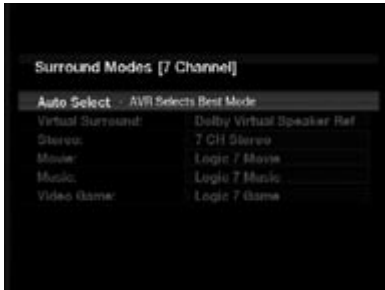 Surround Modes [7 Channel]
Auto Select - AVR Selects Best Mode
Virtual Surround: Dolby Virtual Speaker Ref
Stereo: 7 CH Stereo
Movie: Logic 7 Movie
Music: Logic 7 Music
Video Game: Logic 7 Game